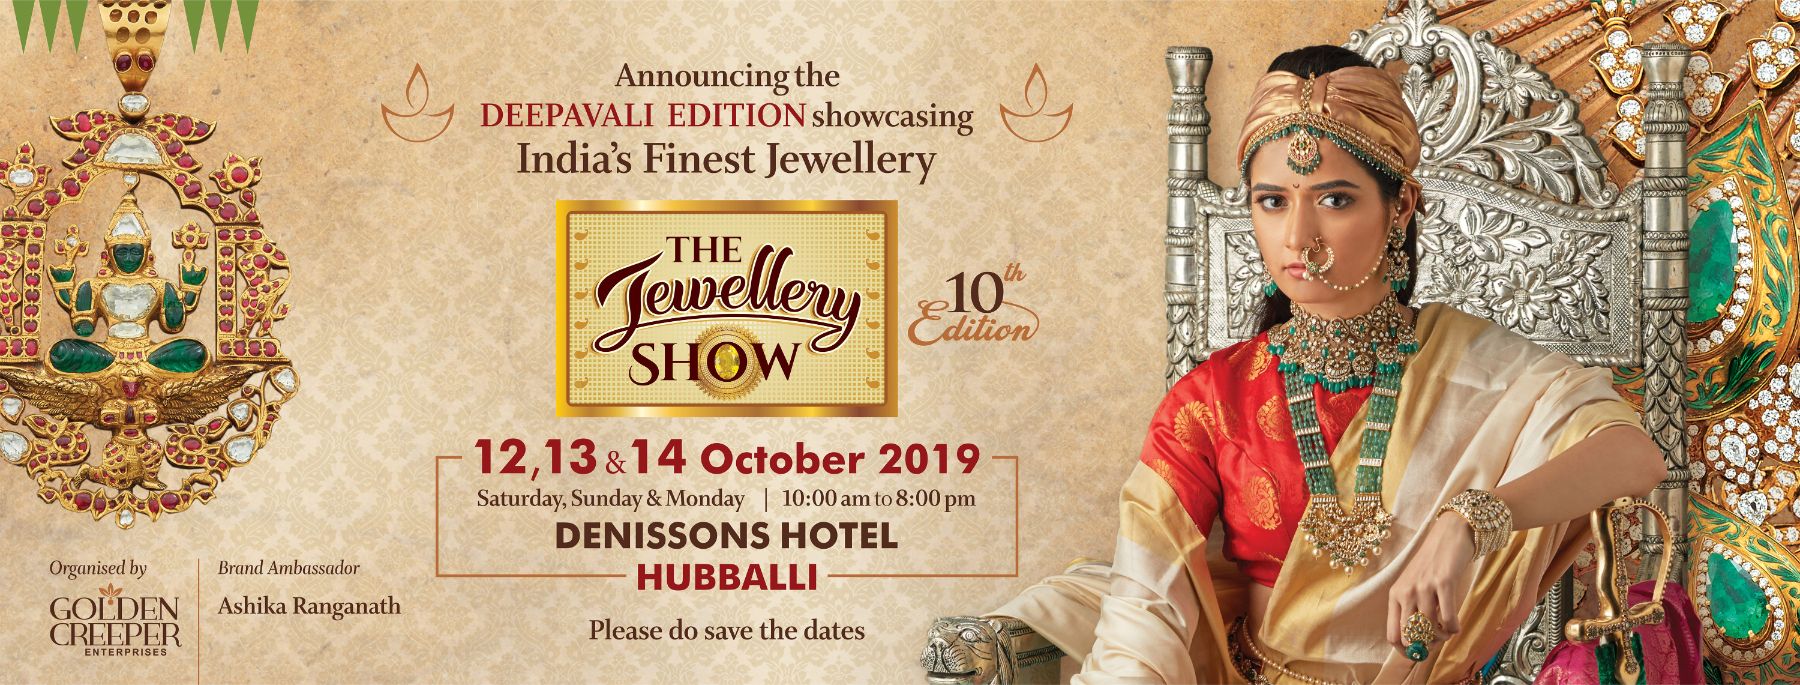 Announcing the
DEEPAVALI EDITION showcasing
India's Finest Jewellery
THE
Jewellery
SHOW
10th
Edition
12,13 & 14 October 2019
Saturday, Sunday & Monday | 10:00 am to 8:00 pm
DENISSONS HOTEL
HUBBALLI
Please do save the dates
Organised by
GOLDEN
CREEPER
ENTERPRISES
Brand Ambassador
Ashika Ranganath